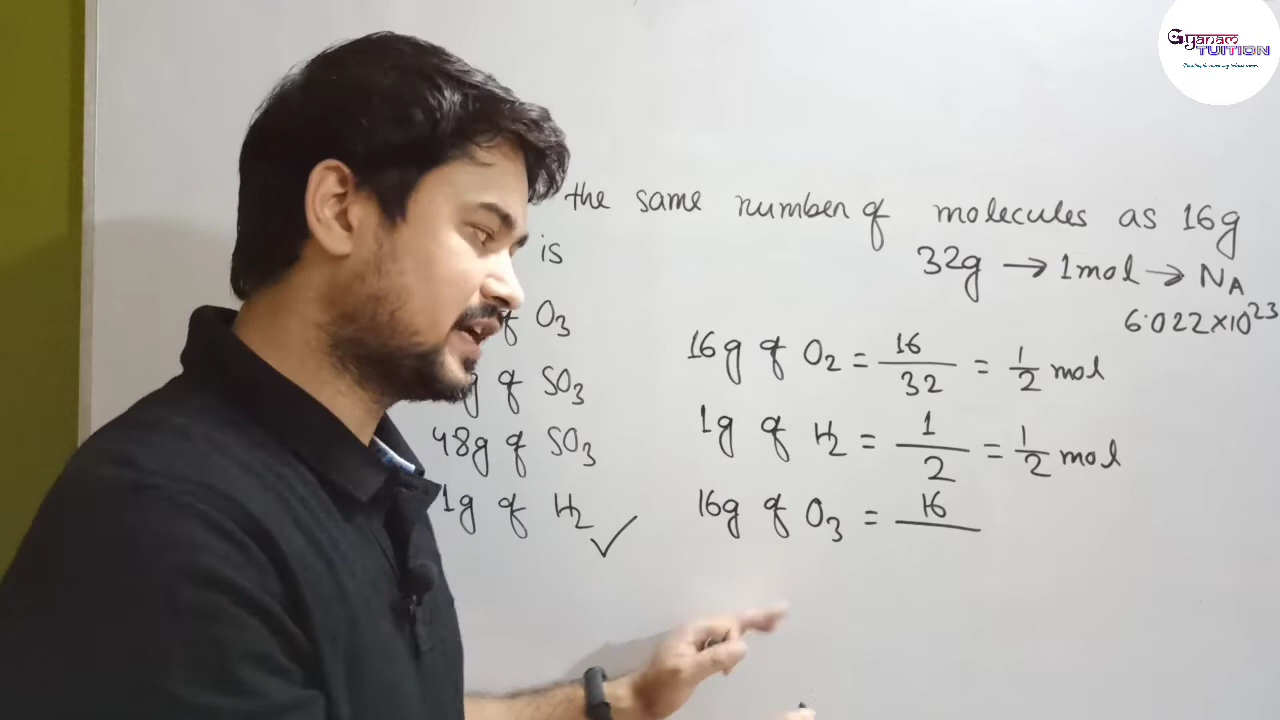 Gyanam
TUITION
the same number of molecules as 16g
is
32g → 1mol → NA
6.022×10²³
O3
16g of O2 = 16/32 = 1/2 mol
g of SO3
1g of H2 = 1/2 = 1/2 mol
48g of SO3
16g of O3 = 16
1g of H2 ✓